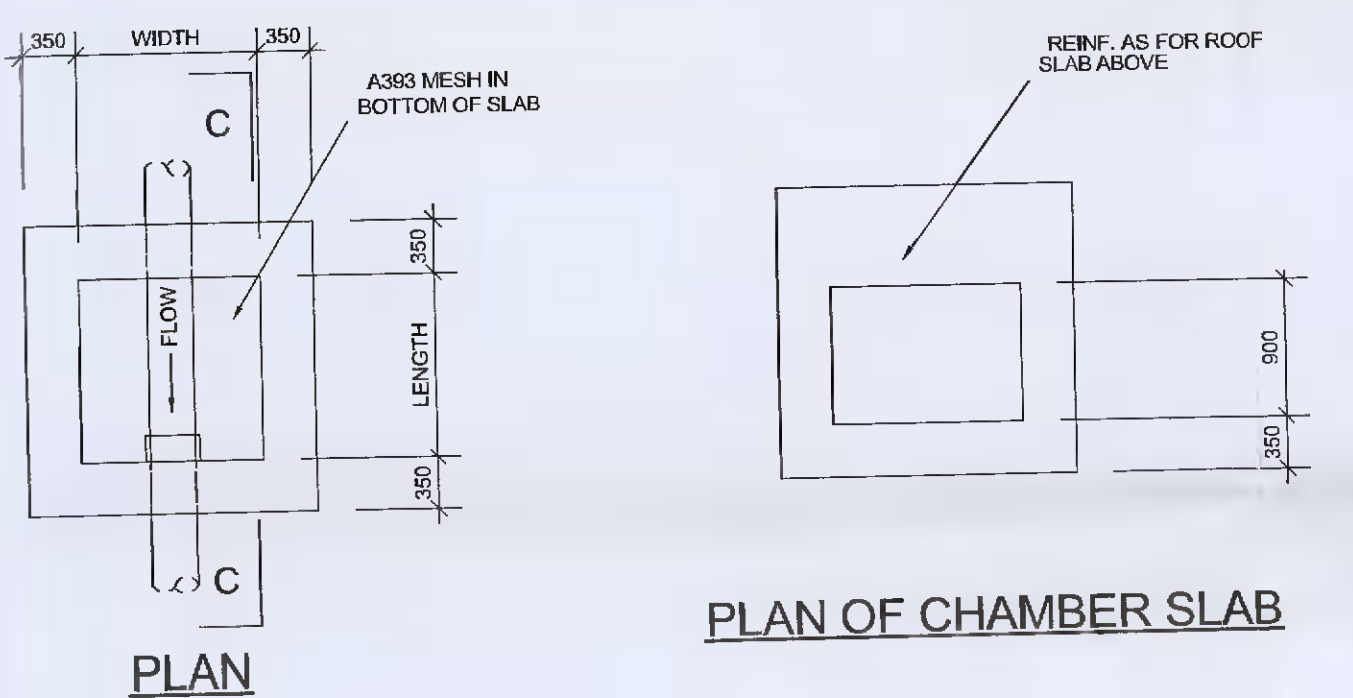 350
WIDTH
350
A393 MESH IN
BOTTOM OF SLAB
C
350
FLOW
LENGTH
350
C
PLAN
REINF. AS FOR ROOF
SLAB ABOVE
900
350
PLAN OF CHAMBER SLAB